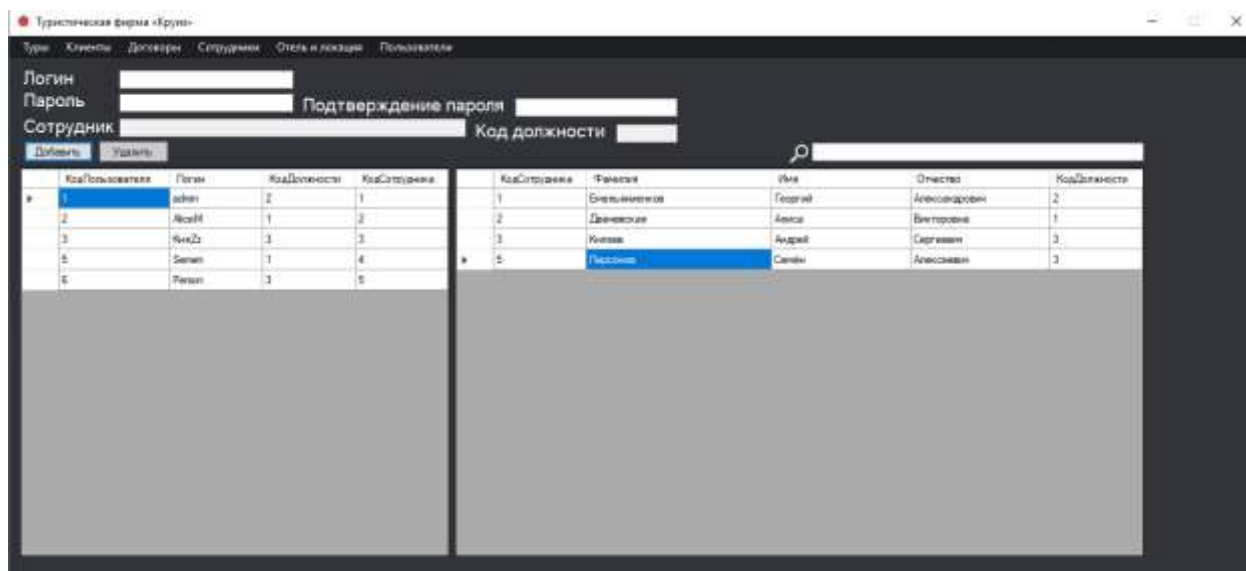 Туристическая фирма «Круиз»
Туры Клиенты Договоры Сотрудники Отель и локация Пользователи
Логин
Пароль Подтверждение пароля
Сотрудник Код должности
Добавить Удалить
КодПользователя Логин КодДолжности КодСотрудника КодСотрудника Фамилия Имя Отчество КодДолжности
1 admin 2 1 1 Георгий Александрович 2
2 AliceM 1 2 2 Алиса Викторовна 1
3 3 3 3 Князев Андрей Сергеевич 3
5 Semen 1 4 5 Персонов Семён Алексеевич 3
6 Person 3 5